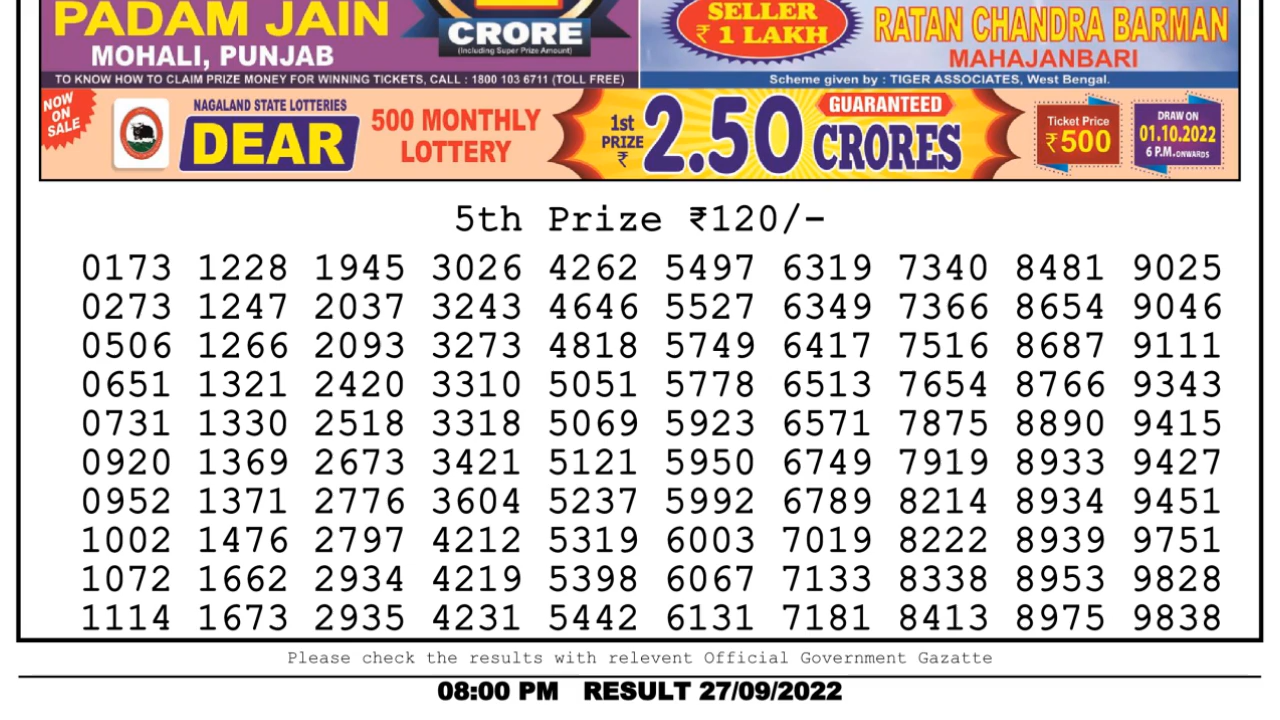 PADAM JAIN
MOHALI, PUNJAB
CRORE
(Including Super Prize Amount)
SELLER
₹ 1 LAKH
RATAN CHANDRA BARMAN
MAHAJANBARI
TO KNOW HOW TO CLAIM PRIZE MONEY FOR WINNING TICKETS, CALL : 1800 103 6711 (TOLL FREE)
Scheme given by : TIGER ASSOCIATES, West Bengal.
NOW
ON
SALE
NAGALAND STATE LOTTERIES
DEAR
500 MONTHLY
LOTTERY
1st
PRIZE
₹
2.50
GUARANTEED
CRORES
Ticket Price
₹500
DRAW ON
01.10.2022
6 P.M. ONWARDS
5th Prize ₹120/-
0173 1228 1945 3026 4262 5497 6319 7340 8481 9025
0273 1247 2037 3243 4646 5527 6349 7366 8654 9046
0506 1266 2093 3273 4818 5749 6417 7516 8687 9111
0651 1321 2420 3310 5051 5778 6513 7654 8766 9343
0731 1330 2518 3318 5069 5923 6571 7875 8890 9415
0920 1369 2673 3421 5121 5950 6749 7919 8933 9427
0952 1371 2776 3604 5237 5992 6789 8214 8934 9451
1002 1476 2797 4212 5319 6003 7019 8222 8939 9751
1072 1662 2934 4219 5398 6067 7133 8338 8953 9828
1114 1673 2935 4231 5442 6131 7181 8413 8975 9838
Please check the results with relevent Official Government Gazatte
08:00 PM RESULT 27/09/2022